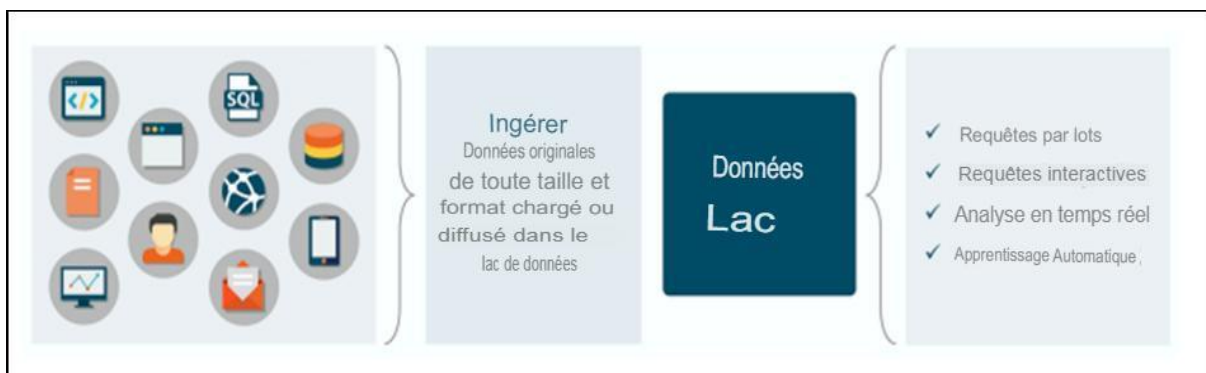 </>
SQL
Ingérer
Données originales
de toute taille et
format chargé ou
diffusé dans le
lac de données
Données
Lac
Requêtes par lots
Requêtes interactives
Analyse en temps réel
Apprentissage Automatique,